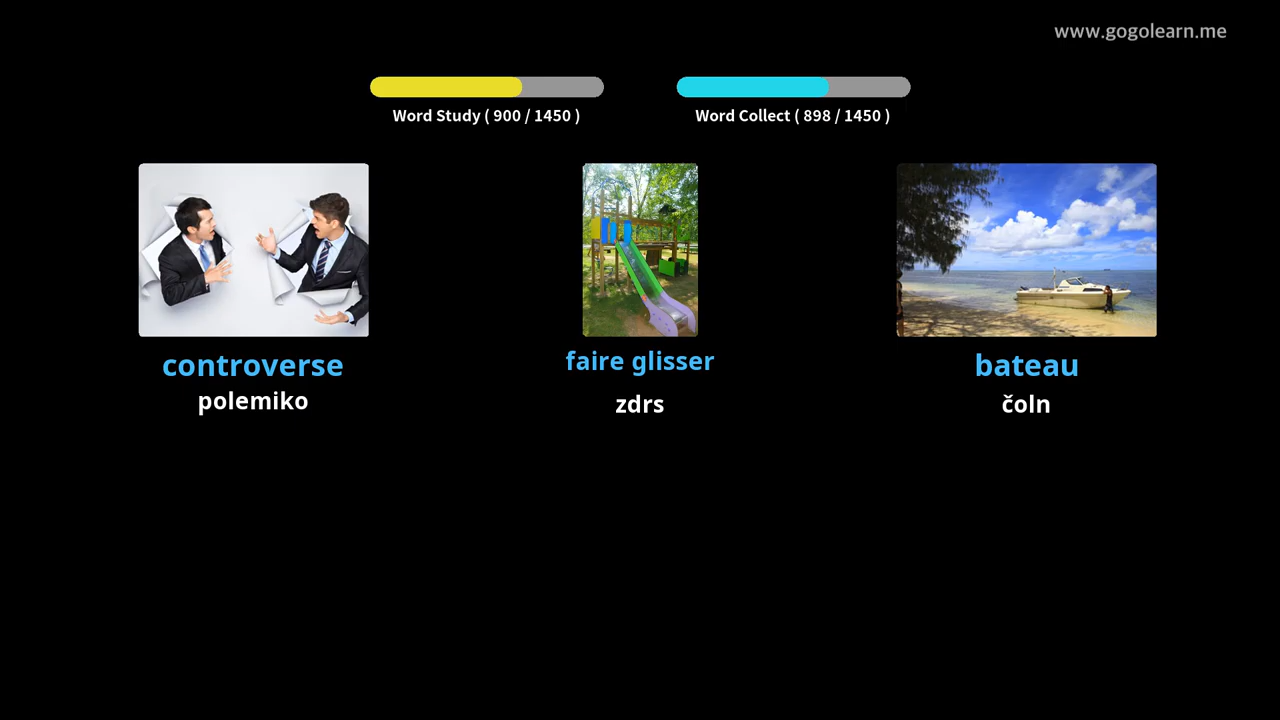 www.gogolearn.me
Word Study ( 900 / 1450 )
Word Collect ( 898 / 1450 )
controverse
polemiko
faire glisser
zdrs
bateau
čoln